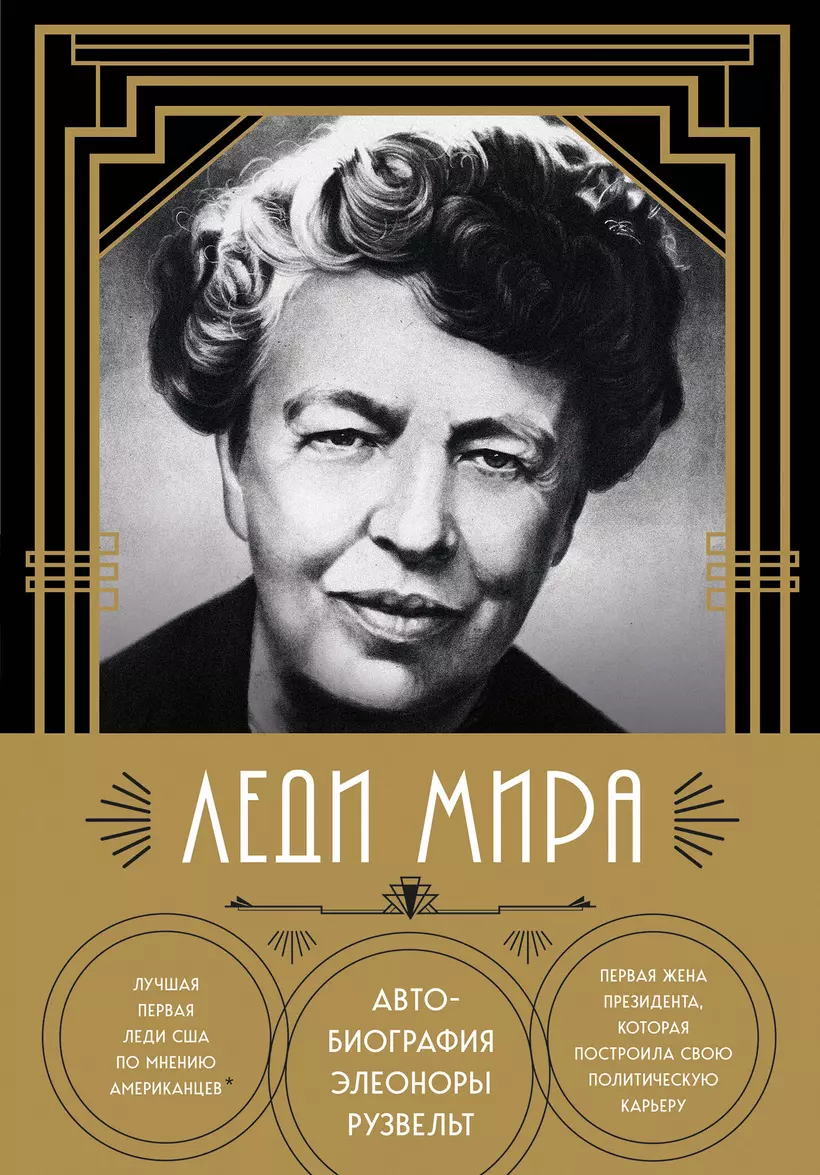 ЛЕДИ МИРА
ЛУЧШАЯ
ПЕРВАЯ
ЛЕДИ США
ПО МНЕНИЮ
АМЕРИКАНЦЕВ*
АВТО-
БИОГРАФИЯ
ЭЛЕОНОРЫ
РУЗВЕЛЬТ
ПЕРВАЯ ЖЕНА
ПРЕЗИДЕНТА,
КОТОРАЯ
ПОСТРОИЛА СВОЮ
ПОЛИТИЧЕСКУЮ
КАРЬЕРУ